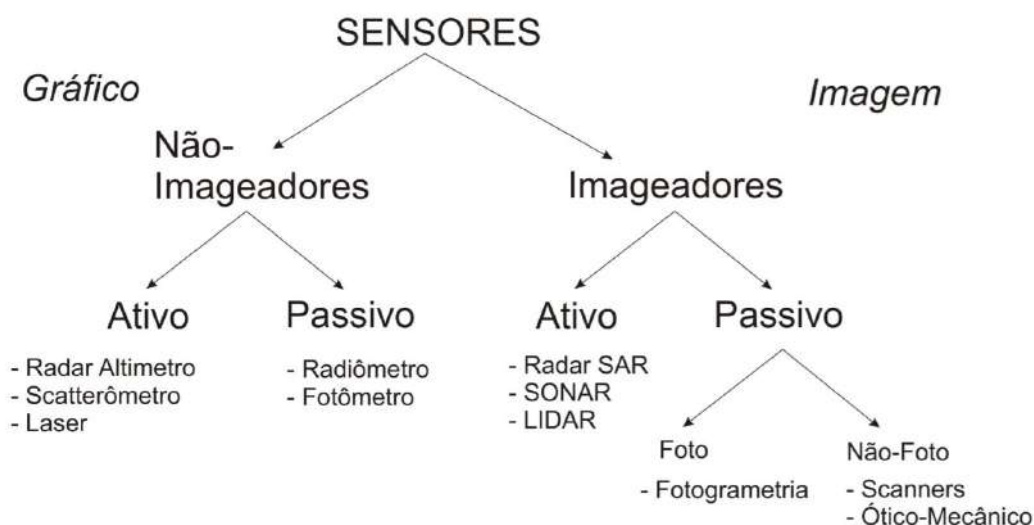 SENSORES
Gráfico
Imagem
Não-
Imageadores
Imageadores
Ativo
Passivo
Ativo
Passivo
- Radar Altimetro
- Scatterômetro
- Laser
- Radiômetro
- Fotômetro
- Radar SAR
- SONAR
- LIDAR
Foto
- Fotogrametria
Não-Foto
- Scanners
- Ótico-Mecânico